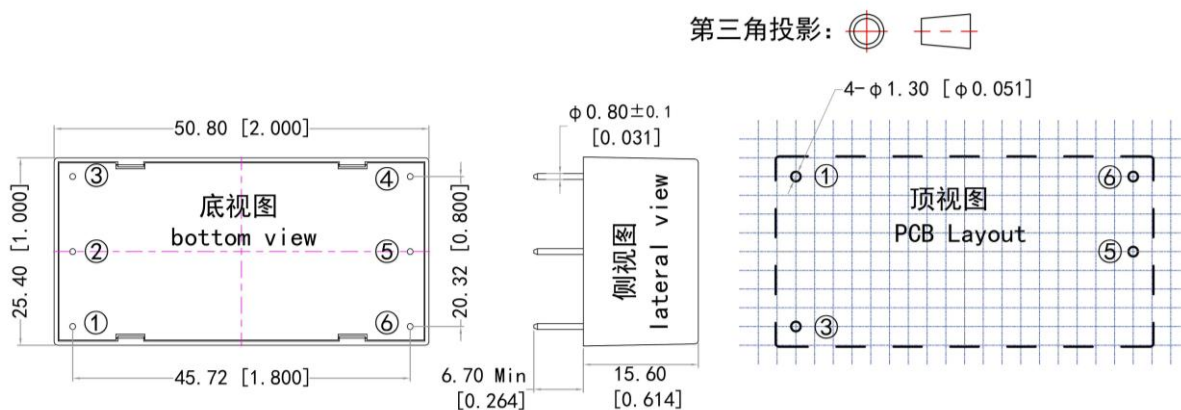 第三角投影:
50.80 [2.000]
25.40 [1.000]
③
④
底视图
bottom view
②
⑤
①
⑥
20.32 [0.800]
45.72 [1.800]
φ0.80±0.1
[0.031]
侧视图
lateral view
6.70 Min
[0.264]
15.60
[0.614]
4-φ1.30 [φ0.051]
①
⑥
顶视图
PCB Layout
⑤
③